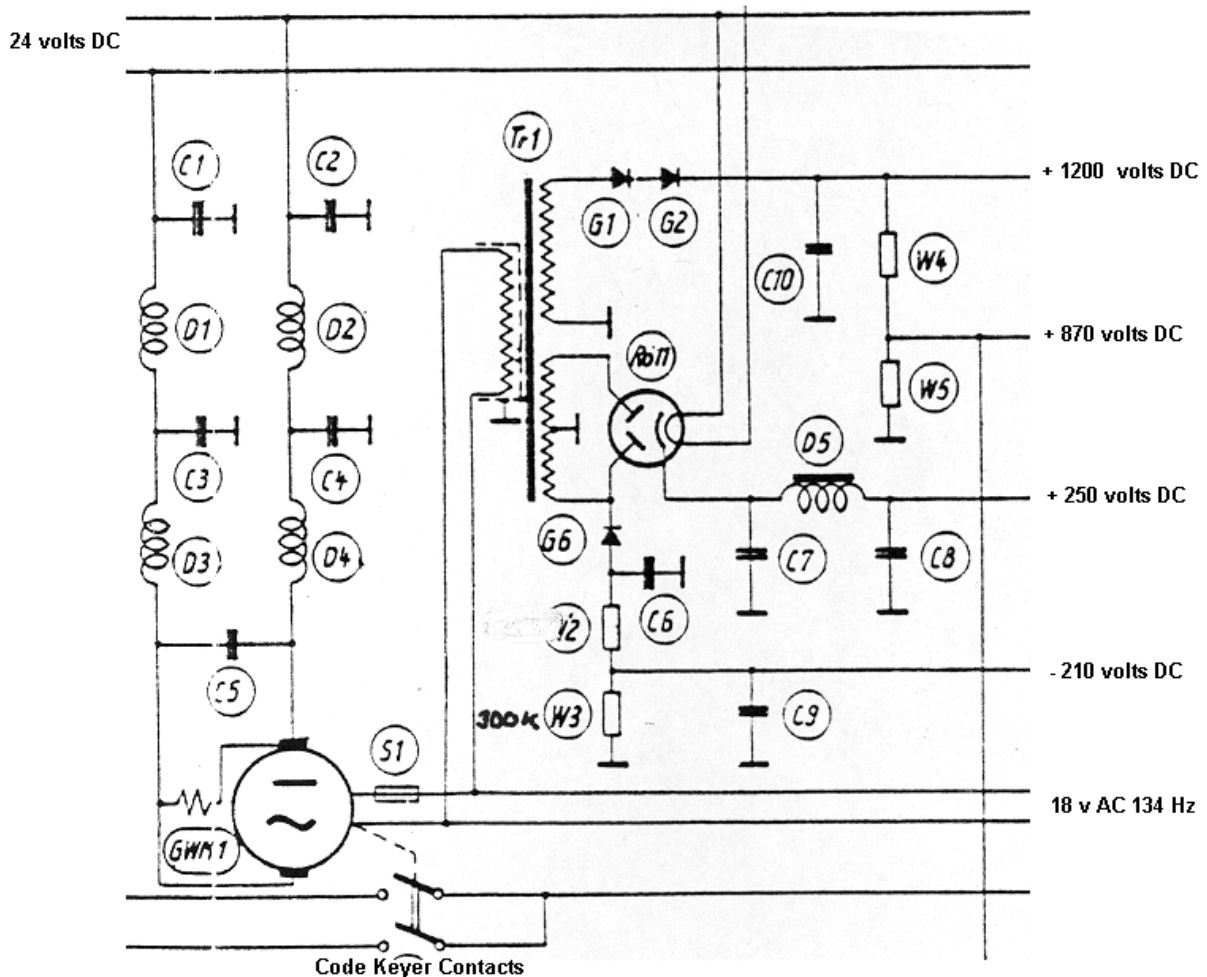 24 volts DC
C1
C2
Tr1
+ 1200 volts DC
G1
G2
C10
W4
D1
D2
+ 870 volts DC
Rö11
W5
D5
C3
C4
+ 250 volts DC
G6
D3
D4
C7
C8
C6
- 210 volts DC
C5
300K
W3
C9
S1
18 v AC 134 Hz
GWK1
Code Keyer Contacts